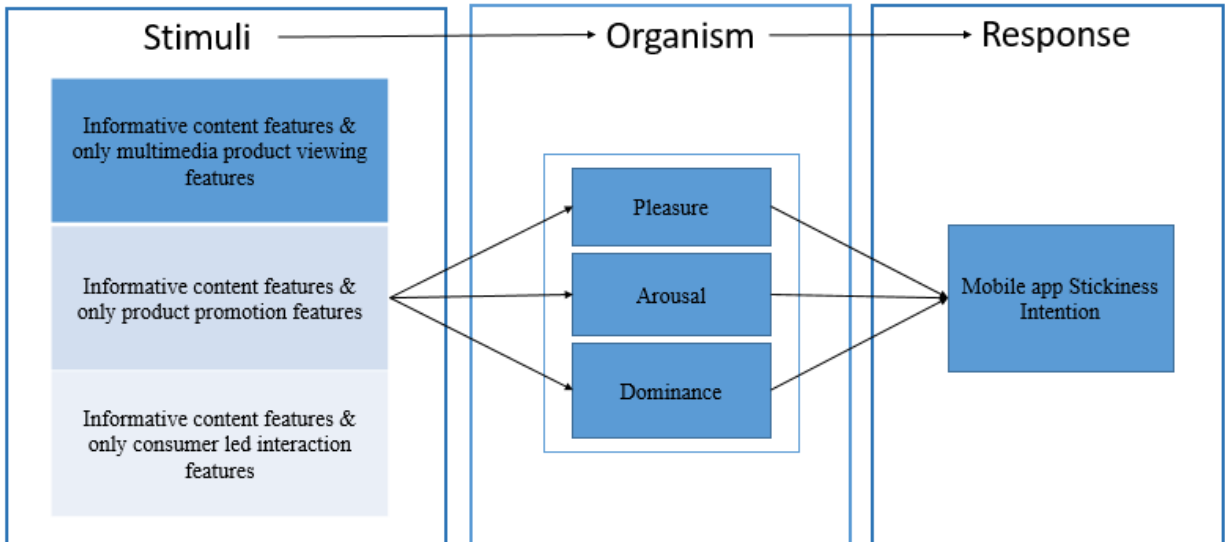 Stimuli
Organism
Response
Informative content features &
only multimedia product viewing
features
Informative content features &
only product promotion features
Informative content features &
only consumer led interaction
features
Pleasure
Arousal
Dominance
Mobile app Stickiness
Intention